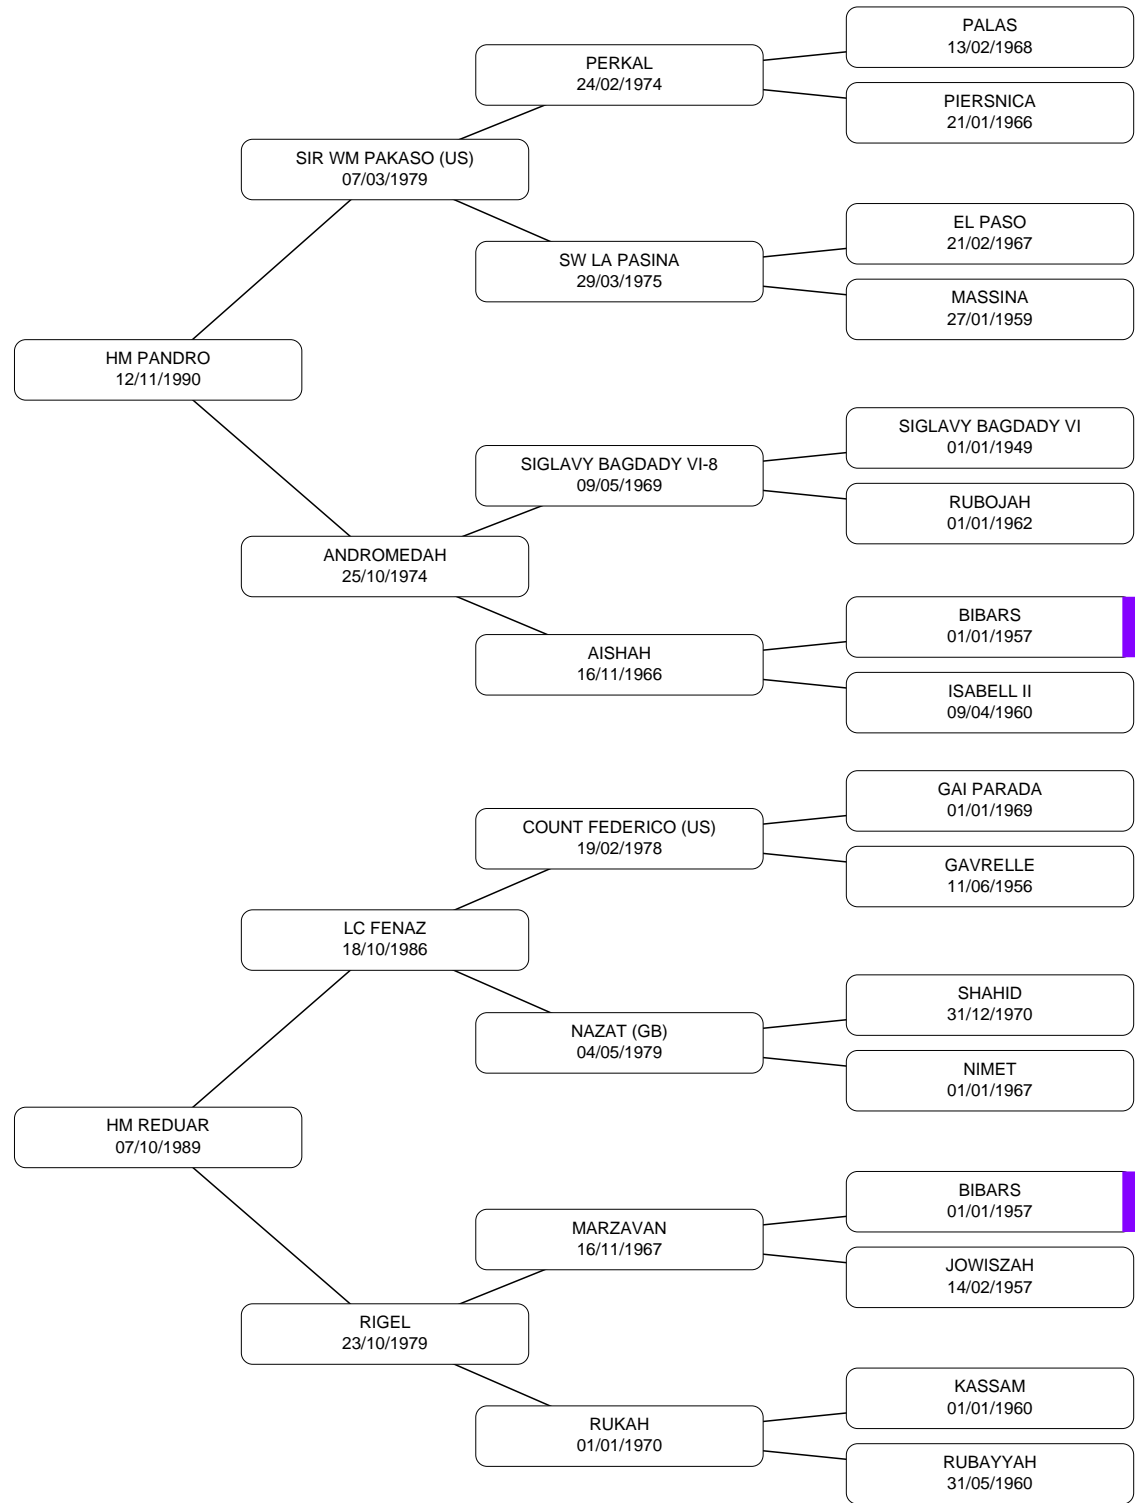 PALAS
13/02/1968
PERKAL
24/02/1974
PIERSNICA
21/01/1966
SIR WM PAKASO (US)
07/03/1979
EL PASO
21/02/1967
SW LA PASINA
29/03/1975
MASSINA
27/01/1959
HM PANDRO
12/11/1990
SIGLAVY BAGDADY VI
01/01/1949
SIGLAVY BAGDADY VI-8
09/05/1969
RUBOJAH
01/01/1962
ANDROMEDAH
25/10/1974
BIBARS
01/01/1957
AISHAH
16/11/1966
ISABELL II
09/04/1960
GAI PARADA
01/01/1969
COUNT FEDERICO (US)
19/02/1978
GAVRELLE
11/06/1956
LC FENAZ
18/10/1986
SHAHID
31/12/1970
NAZAT (GB)
04/05/1979
NIMET
01/01/1967
HM REDUAR
07/10/1989
BIBARS
01/01/1957
MARZAVAN
16/11/1967
JOWISZAH
14/02/1957
RIGEL
23/10/1979
KASSAM
01/01/1960
RUKAH
01/01/1970
RUBAYYAH
31/05/1960